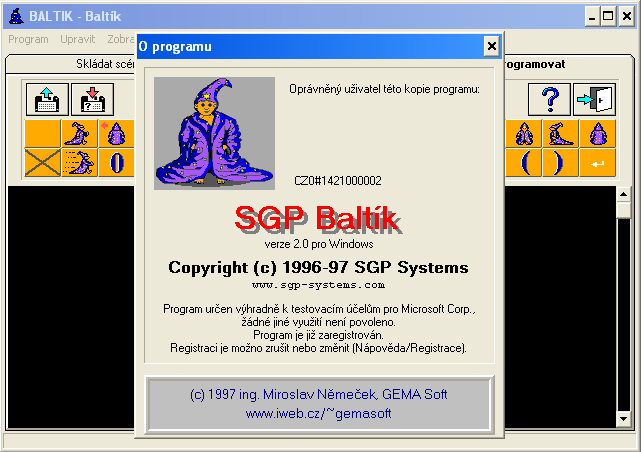 BALTIK - Baltík
Program Upravit Zobra
O programu
Skládat scén
rogramovat
Oprávněný uživatel této kopie programu:
?
?
0
(
)
CZ0#1421000002
SGP Baltík
verze 2.0 pro Windows
Copyright (c) 1996-97 SGP Systems
www.sgp-systems.com
Program určen výhradně k testovacím účelům pro Microsoft Corp.,
žádné jiné využití není povoleno.
Program je již zaregistrován.
Registraci je možno zrušit nebo změnit (Nápověda/Registrace).
(c) 1997 ing. Miroslav Němeček, GEMA Soft
www.iweb.cz/~gemasoft